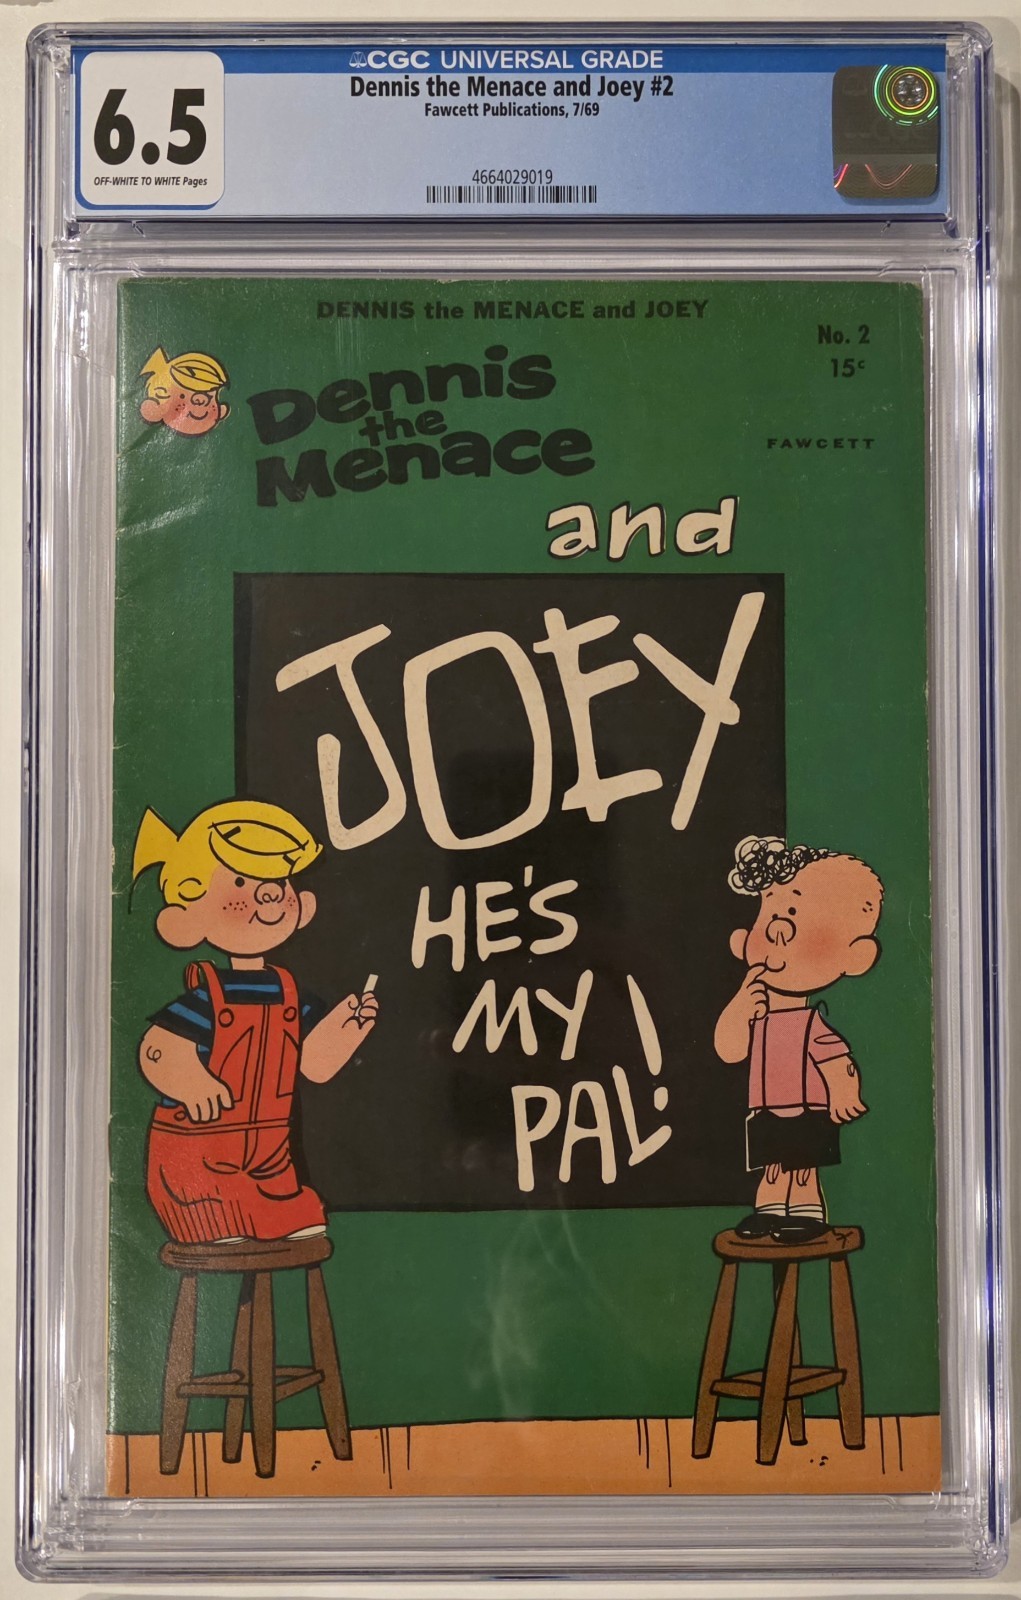 CGC UNIVERSAL GRADE
Dennis the Menace and Joey #2
Fawcett Publications, 7/69
6.5
OFF-WHITE TO WHITE Pages
4664029019
DENNIS the MENACE and JOEY
No. 2
15c
Dennis
the
Menace
FAWCETT
and
JOEY
HE'S
MY
PAL!